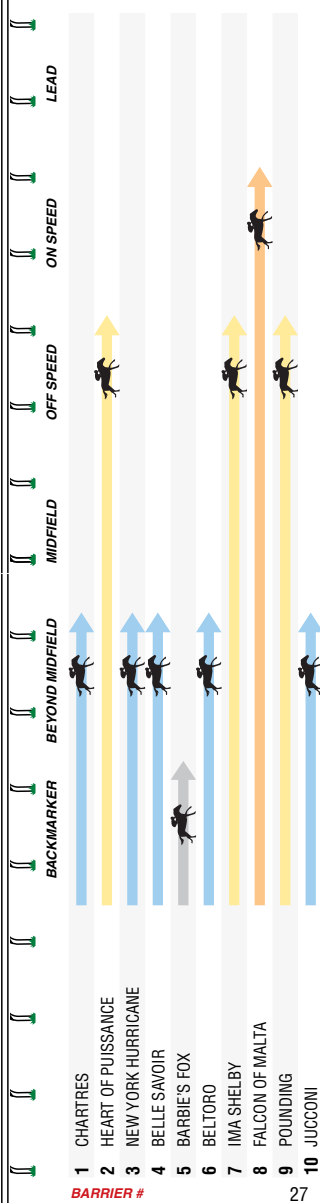 BACKMARKER BEYOND MIDFIELD MIDFIELD OFF SPEED ON SPEED LEAD
1 CHARTRES
2 HEART OF PUISSANCE
3 NEW YORK HURRICANE
4 BELLE SAVOIR
5 BARBIE'S FOX
6 BELTORO
7 IMA SHELBY
8 FALCON OF MALTA
9 POUNDING
10 JUCCONI
BARRIER #
27